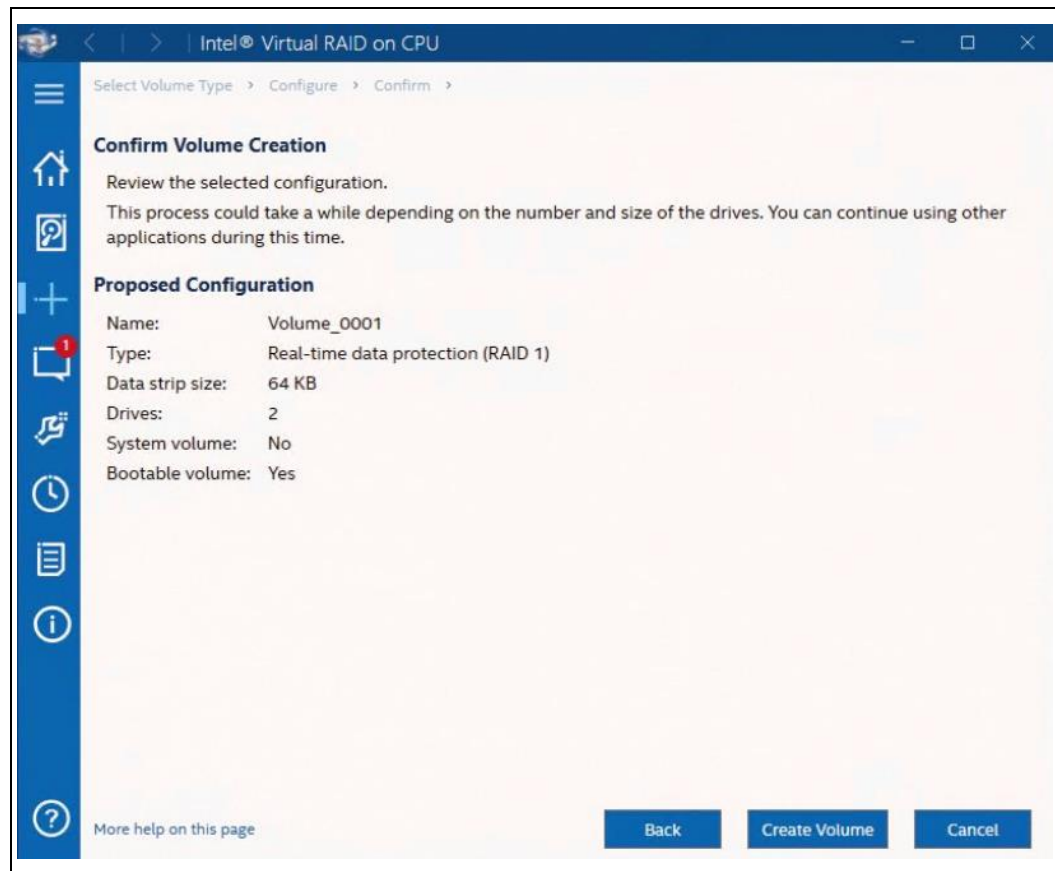 Intel® Virtual RAID on CPU
Select Volume Type > Configure > Confirm >
Confirm Volume Creation
Review the selected configuration.
This process could take a while depending on the number and size of the drives. You can continue using other
applications during this time.
Proposed Configuration
Name: Volume_0001
1
Type: Real-time data protection (RAID 1)
Data strip size: 64 KB
Drives: 2
System volume: No
Bootable volume: Yes
More help on this page Back Create Volume Cancel